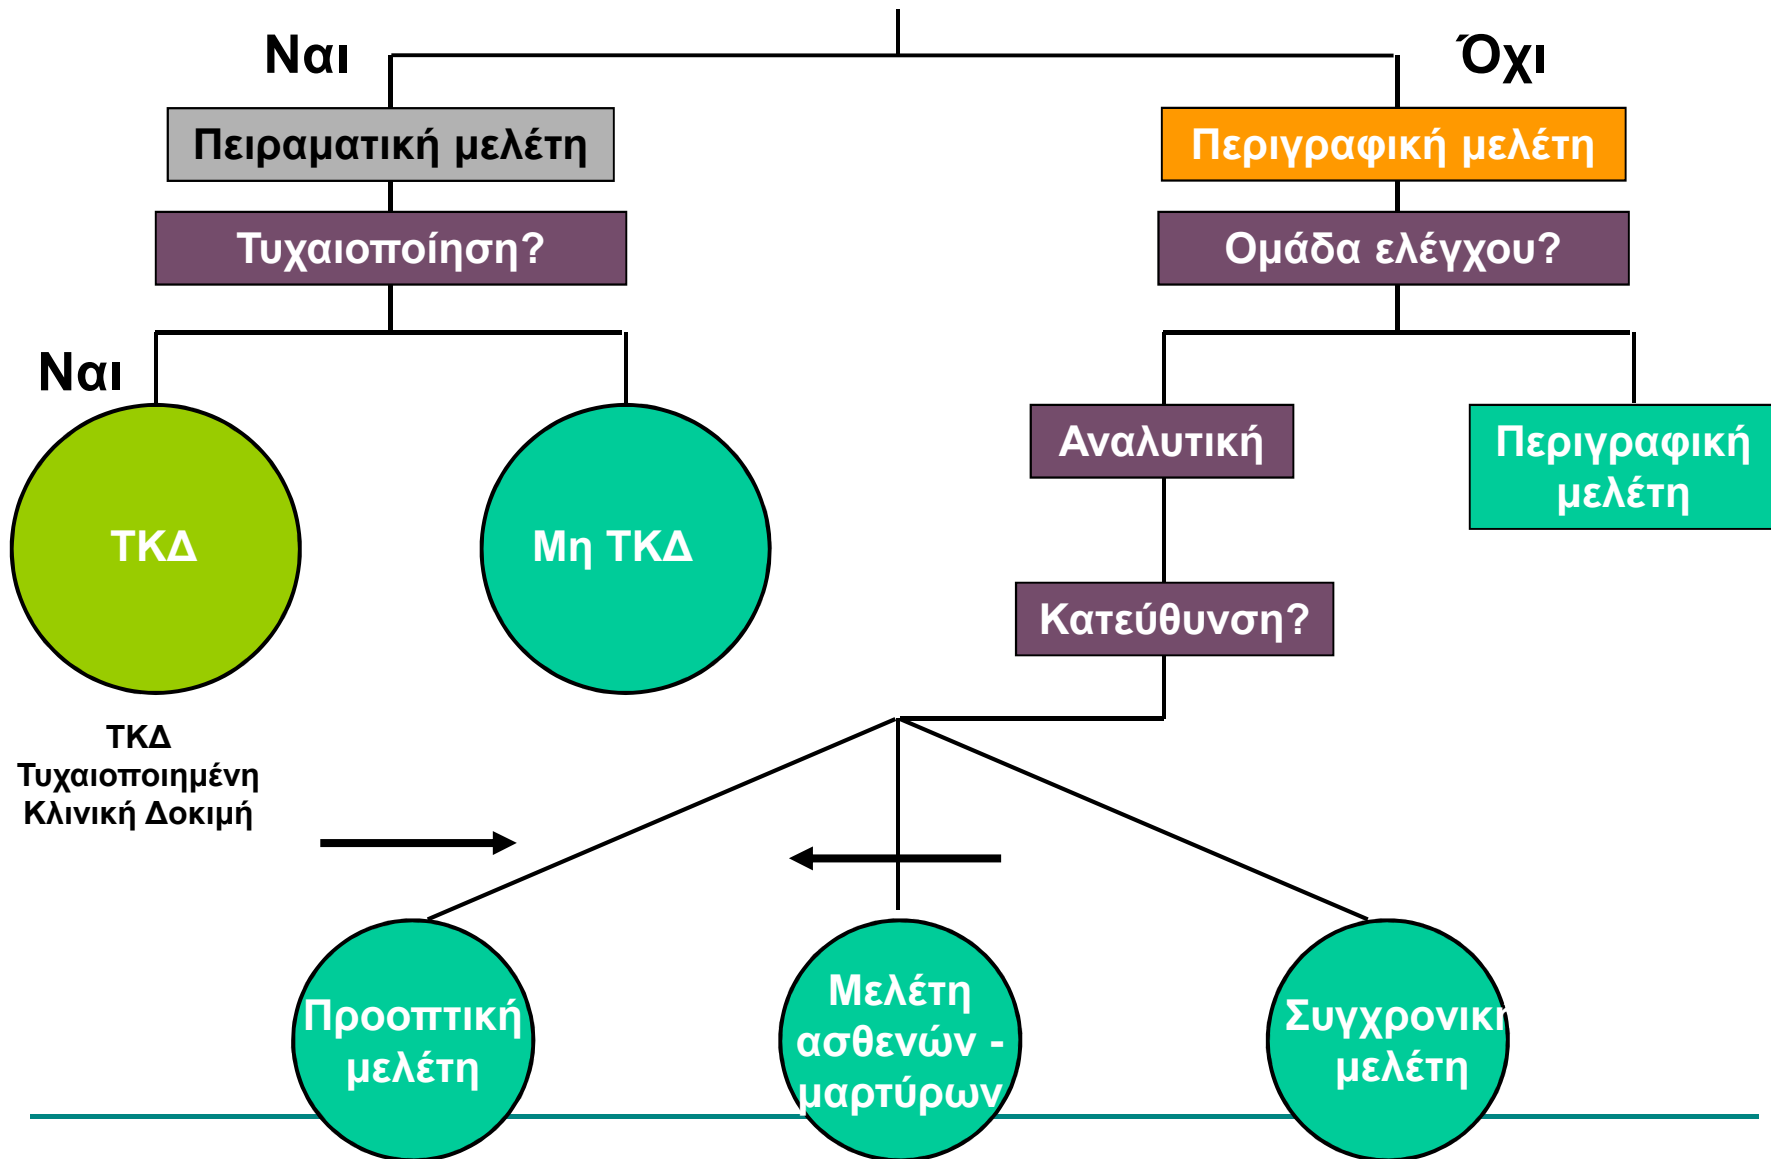 Ναι
Όχι
Πειραματική μελέτη
Περιγραφική μελέτη
Τυχαιοποίηση?
Ομάδα ελέγχου?
Ναι
Αναλυτική
Περιγραφική
μελέτη
ΤΚΔ
Μη ΤΚΔ
Κατεύθυνση?
ΤΚΔ
Τυχαιοποιημένη
Κλινική Δοκιμή
Προοπτική
μελέτη
Μελέτη
ασθενών -
μαρτύρων
Συγχρονική
μελέτη